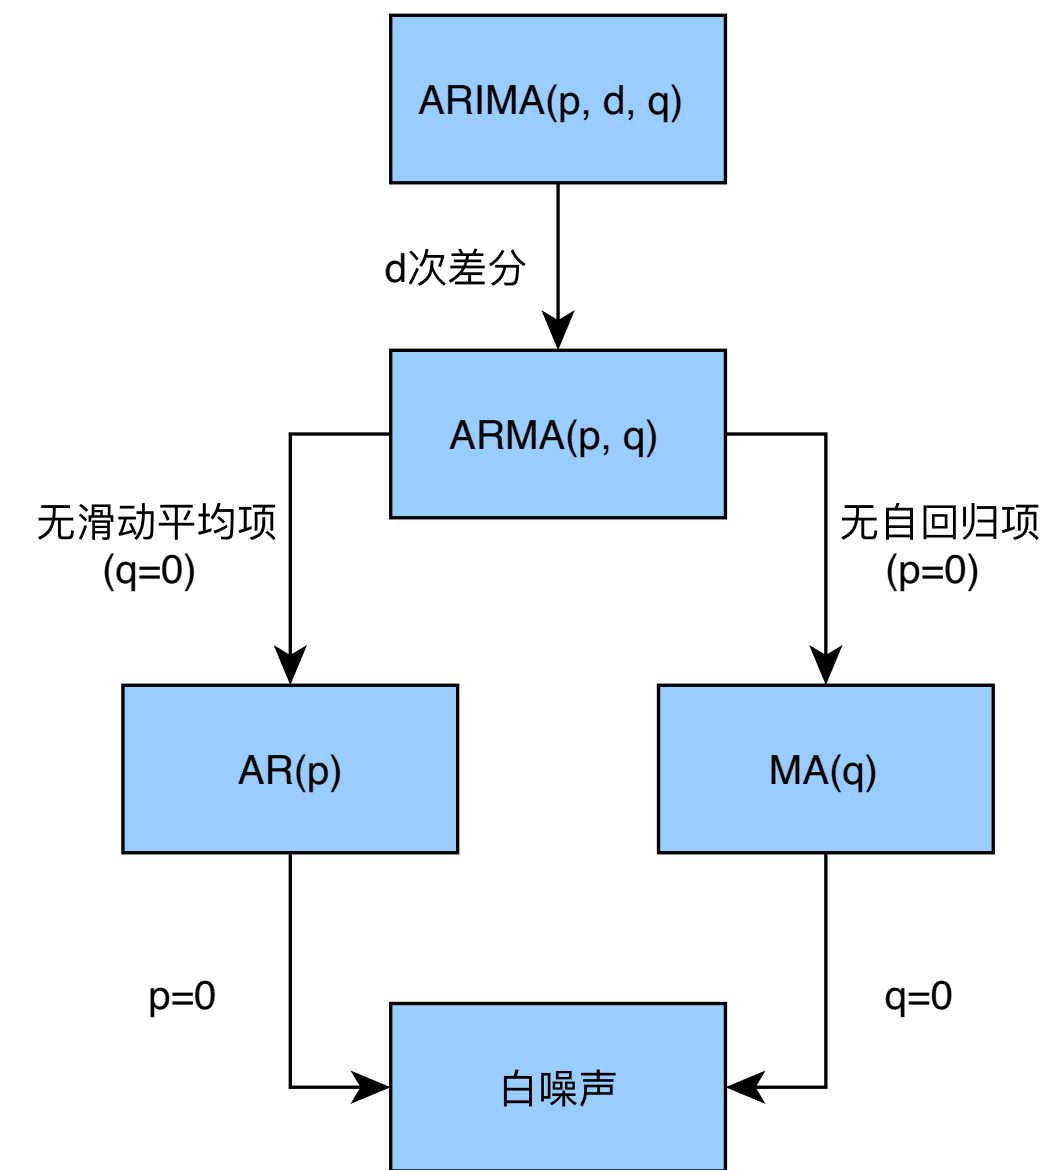 ARIMA(p, d, q)
d次差分
ARMA(p, q)
无滑动平均项
(q=0)
无自回归项
(p=0)
AR(p)
MA(q)
p=0
q=0
白噪声